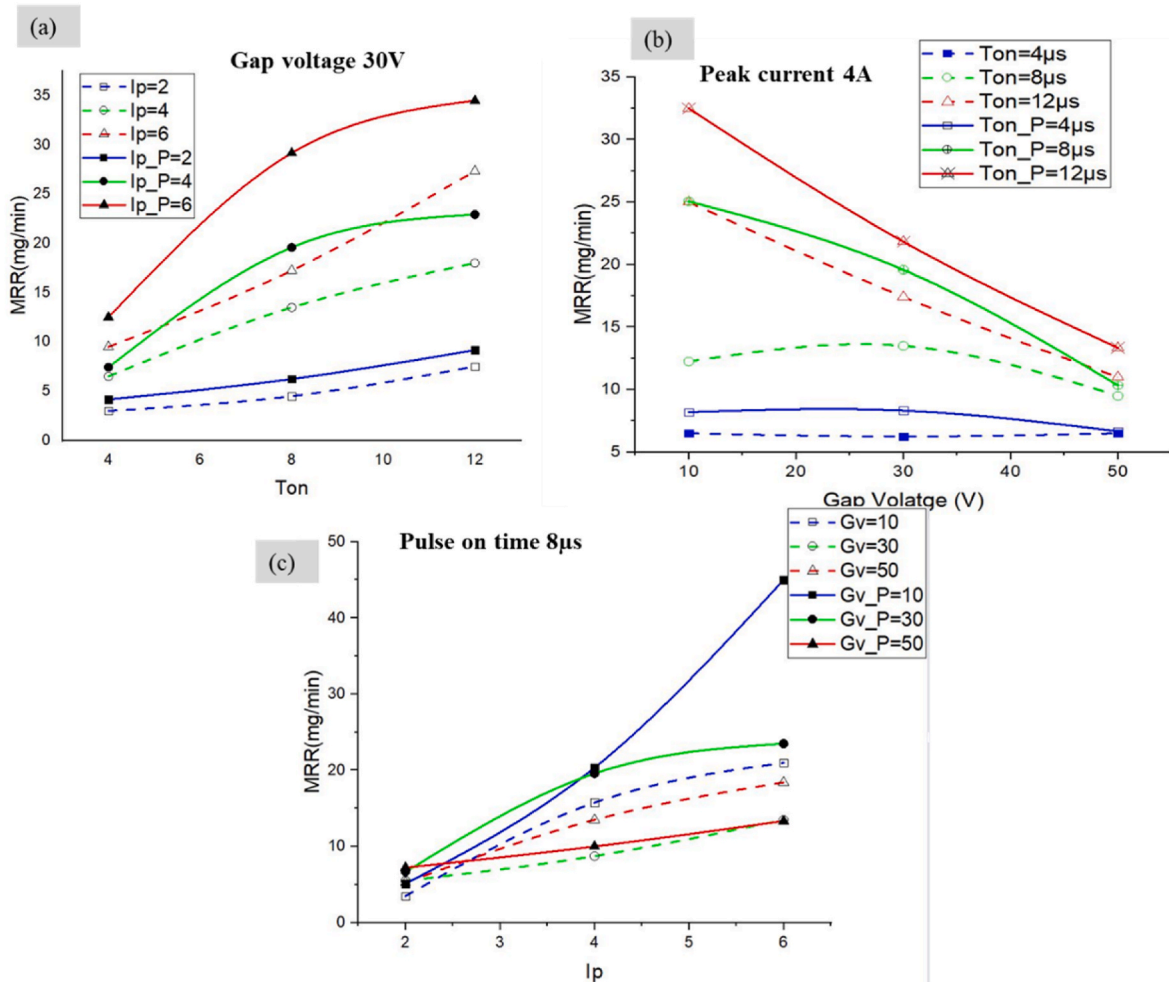 (a)
Gap voltage 30V
Ip=2
Ip=4
Ip=6
Ip_P=2
Ip_P=4
Ip_P=6
35
30
25
20
15
10
5
0
MRR(mg/min)
4 6 8 10 12
Ton
(b)
Peak current 4A
Ton=4µs
Ton=8µs
Ton=12µs
Ton_P=4µs
Ton_P=8µs
Ton_P=12µs
35
30
25
20
15
10
5
MRR(mg/min)
10 20 30 40 50
Gap Volatge (V)
(c)
Pulse on time 8µs
Gv=10
Gv=30
Gv=50
Gv_P=10
Gv_P=30
Gv_P=50
50
40
30
20
10
0
MRR(mg/min)
2 3 4 5 6
Ip